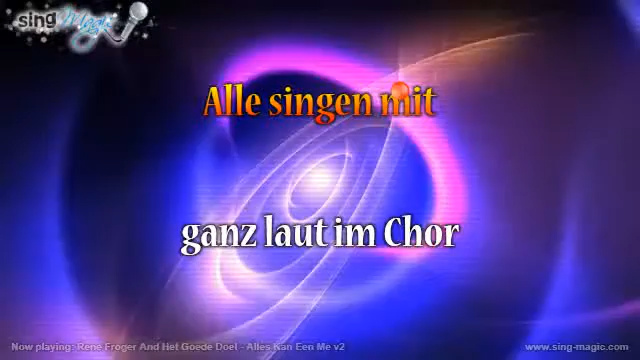 sing Magic
Alle singen mit
ganz laut im Chor
Now playing: Rene Froger And Het Goede Doel - Alles Kan Een Me v2
www.sing-magic.com